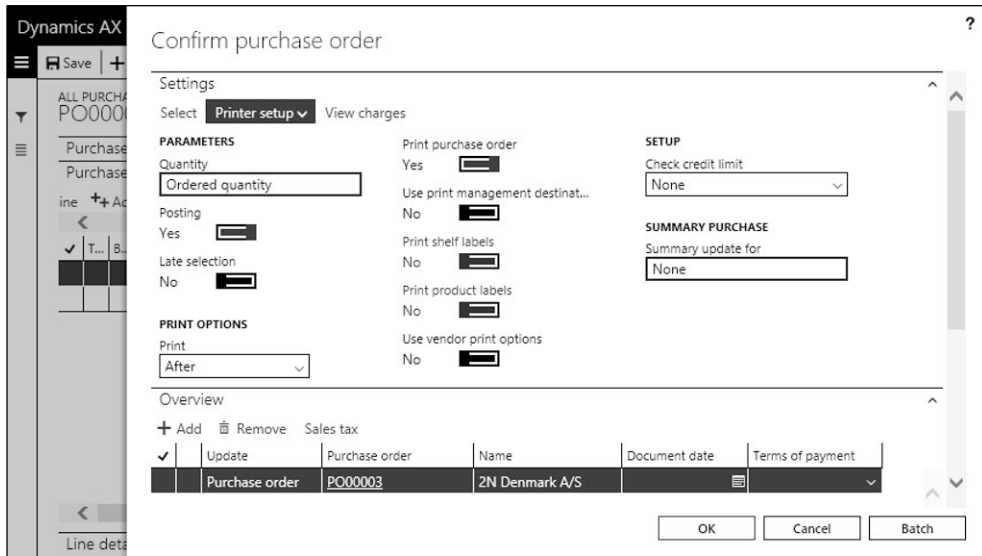 Dynamics AX
?
Confirm purchase order
Save
ALL PURCHA
PO0000
Purchase
Purchase
ine Ad
T... B..
Line deta
Settings
Select Printer setup View charges
PARAMETERS
Quantity
Ordered quantity
Posting
Yes
Late selection
No
PRINT OPTIONS
Print
After
Print purchase order
Yes
Use print management destinat...
No
Print shelf labels
No
Print product labels
No
Use vendor print options
No
SETUP
Check credit limit
None
SUMMARY PURCHASE
Summary update for
None
Overview
Add Remove Sales tax
Update Purchase order Name Document date Terms of payment
Purchase order PO00003 2N Denmark A/S
OK Cancel Batch